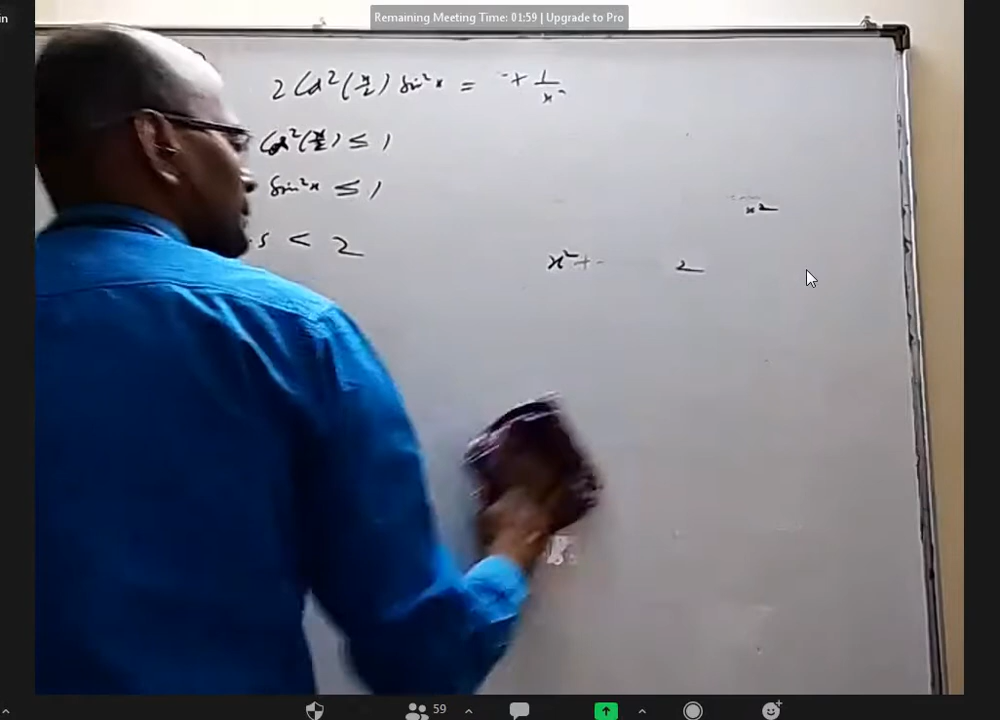 in
Remaining Meeting Time: 01:59 | Upgrade to Pro
2 Cos²(x/2) sin²x = + 1/x²
Cos²(x/2) ≤ 1
sin²x ≤ 1
s < 2
x²
x² + 2
59